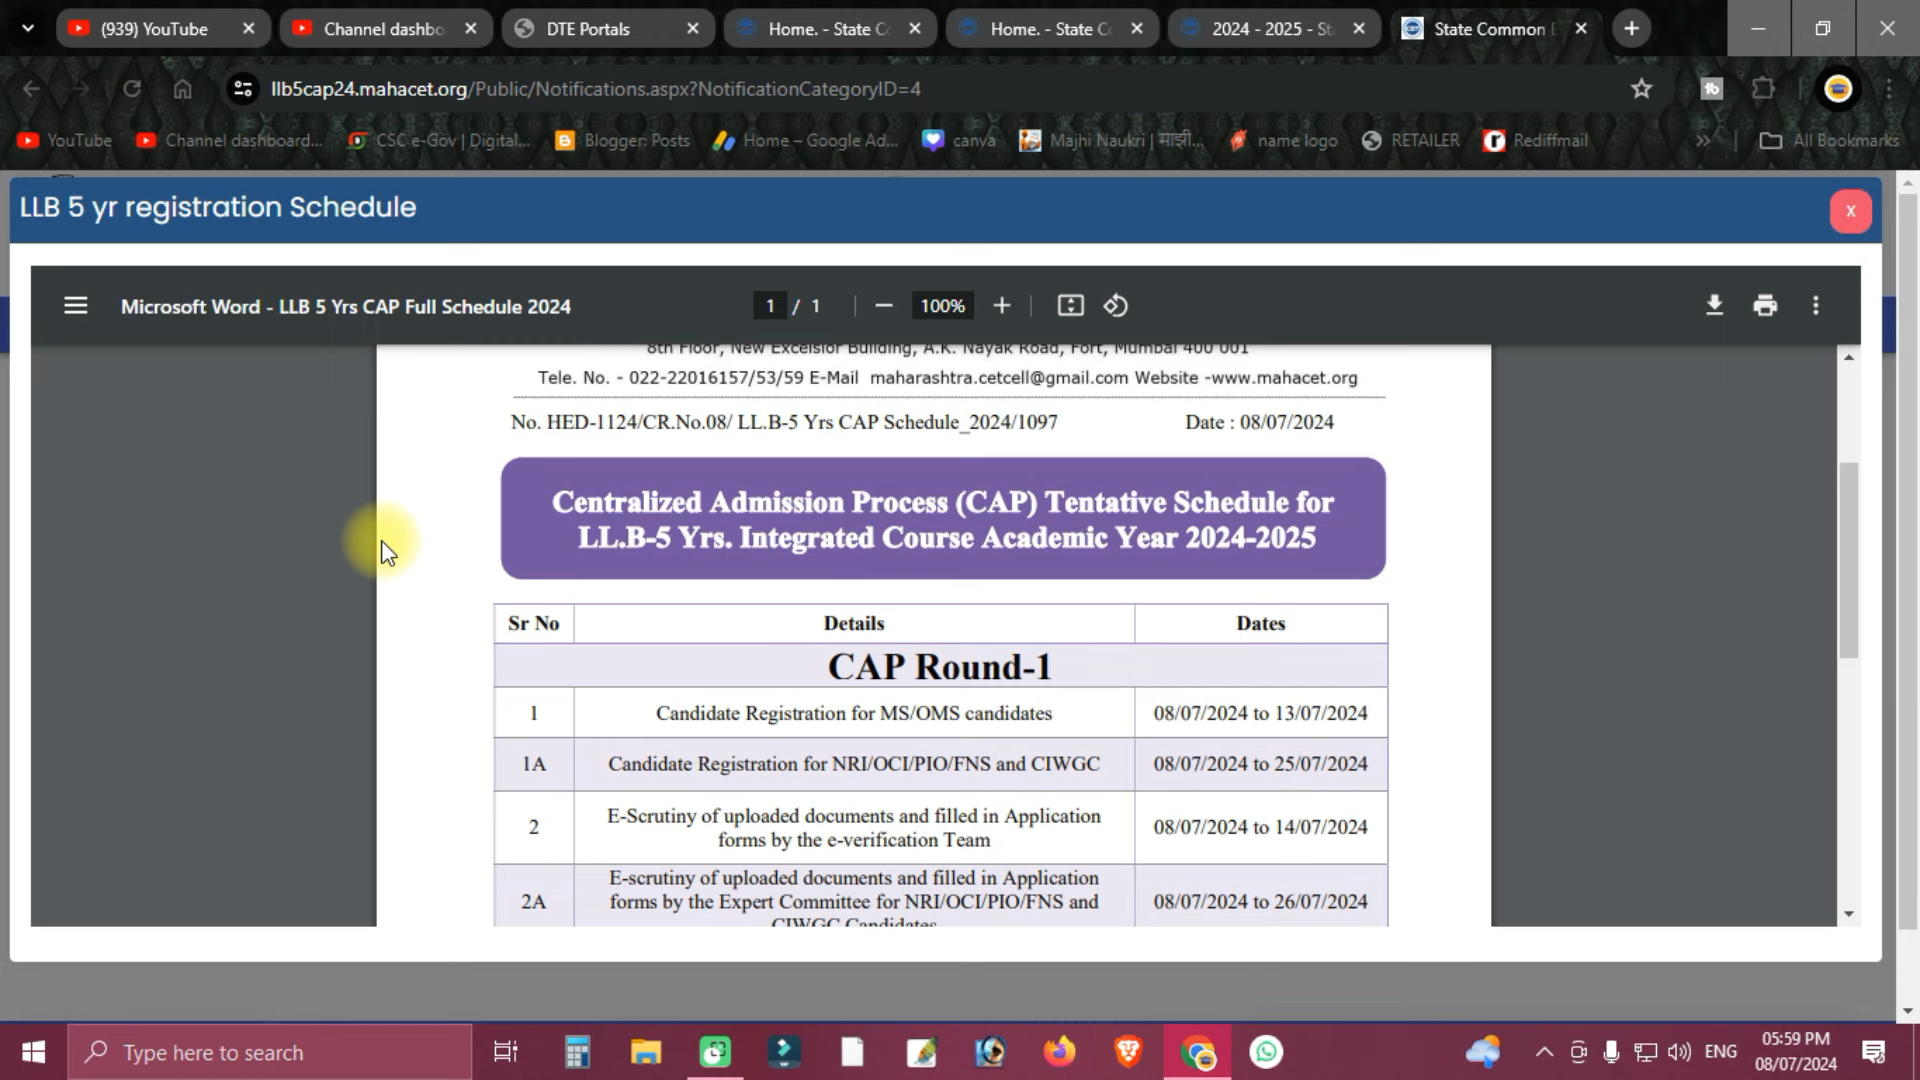 (939) YouTube
Channel dashbo
DTE Portals
Home. - State C
Home. - State C
2024 - 2025 - St
State Common E
llb5cap24.mahacet.org/Public/Notifications.aspx?NotificationCategoryID=4
YouTube
Channel dashboard...
CSC e-Gov | Digital...
Blogger: Posts
Home – Google Ad...
canva
Majhi Naukri | माझी...
name logo
RETAILER
Rediffmail
All Bookmarks
LLB 5 yr registration Schedule
x
Microsoft Word - LLB 5 Yrs CAP Full Schedule 2024
1 / 1
100%
8th Floor, New Excelsior Building, A.K. Nayak Road, Fort, Mumbai 400 001
Tele. No. - 022-22016157/53/59 E-Mail maharashtra.cetcell@gmail.com Website -www.mahacet.org
No. HED-1124/CR.No.08/ LL.B-5 Yrs CAP Schedule_2024/1097 Date : 08/07/2024
Centralized Admission Process (CAP) Tentative Schedule for
LL.B-5 Yrs. Integrated Course Academic Year 2024-2025
Sr No Details Dates
CAP Round-1
1 Candidate Registration for MS/OMS candidates 08/07/2024 to 13/07/2024
1A Candidate Registration for NRI/OCI/PIO/FNS and CIWGC 08/07/2024 to 25/07/2024
E-Scrutiny of uploaded documents and filled in Application
2 08/07/2024 to 14/07/2024
forms by the e-verification Team
E-scrutiny of uploaded documents and filled in Application
2A forms by the Expert Committee for NRI/OCI/PIO/FNS and 08/07/2024 to 26/07/2024
CIWGC Candidates
Type here to search
ENG
05:59 PM
08/07/2024